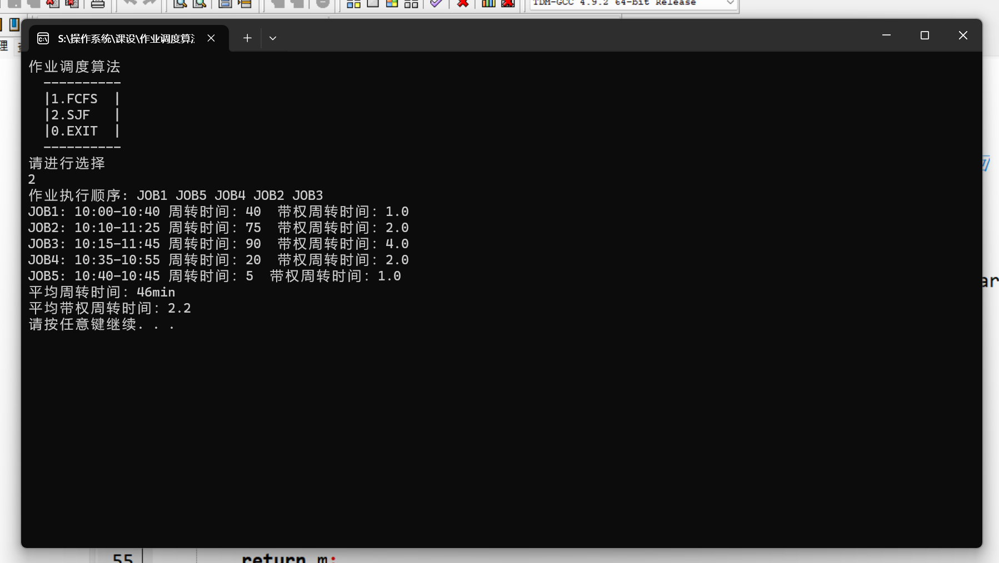 TDM-GCC 4.9.2 64-bit Release
理
S:\操作系统\课设\作业调度算
作业调度算法
----------
|1.FCFS  |
|2.SJF   |
|0.EXIT  |
----------
请进行选择
2
作业执行顺序: JOB1 JOB5 JOB4 JOB2 JOB3
JOB1: 10:00-10:40 周转时间: 40  带权周转时间: 1.0
JOB2: 10:10-11:25 周转时间: 75  带权周转时间: 2.0
JOB3: 10:15-11:45 周转时间: 90  带权周转时间: 4.0
JOB4: 10:35-10:55 周转时间: 20  带权周转时间: 2.0
JOB5: 10:40-10:45 周转时间: 5  带权周转时间: 1.0
ar
平均周转时间: 46min
平均带权周转时间: 2.2
请按任意键继续. . .
55 return m;